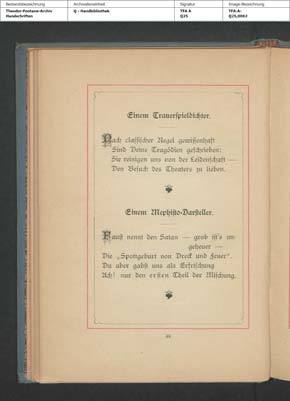 Bestandsbezeichnung
Theodor-Fontane-Archiv
Handschriften
Archivalieneinheit
Q - Handbibliothek
Signatur
TFA A
Q25
Image-Bezeichnung
TFA-A-
Q25,0062
Einem Trauerspieldichter.
Nach classischer Regel gewissenhaft
Sind Deine Tragödien geschrieben:
Sie reinigen uns von der Leidenschaft —
Den Besuch des Theaters zu lieben.
Einem Mephisto-Darsteller.
Faust nennt den Satan — grob ist's un-
geheuer —
Die „Spottgeburt von Dreck und Feuer“.
Du aber gabst uns als Erfrischung
Ach! nur den ersten Theil der Mischung.